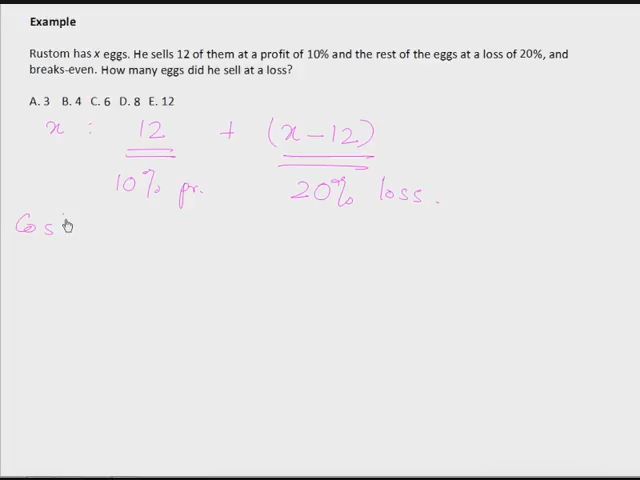 Example
Rustom has x eggs. He sells 12 of them at a profit of 10% and the rest of the eggs at a loss of 20%, and
breaks-even. How many eggs did he sell at a loss?
A. 3 B. 4 C. 6 D. 8 E. 12
x : 12 + (x – 12)
10% pr. 20% loss.
Cos